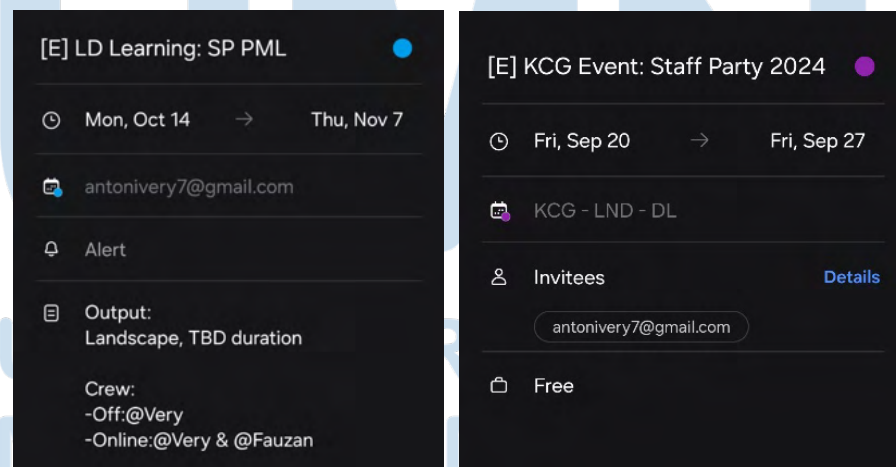 [E] LD Learning: SP PML
Mon, Oct 14 → Thu, Nov 7
antonivery7@gmail.com
Alert
Output:
Landscape, TBD duration
Crew:
-Off:@Very
-Online:@Very & @Fauzan
[E] KCG Event: Staff Party 2024
Fri, Sep 20 → Fri, Sep 27
KCG - LND - DL
Invitees Details
antonivery7@gmail.com
Free